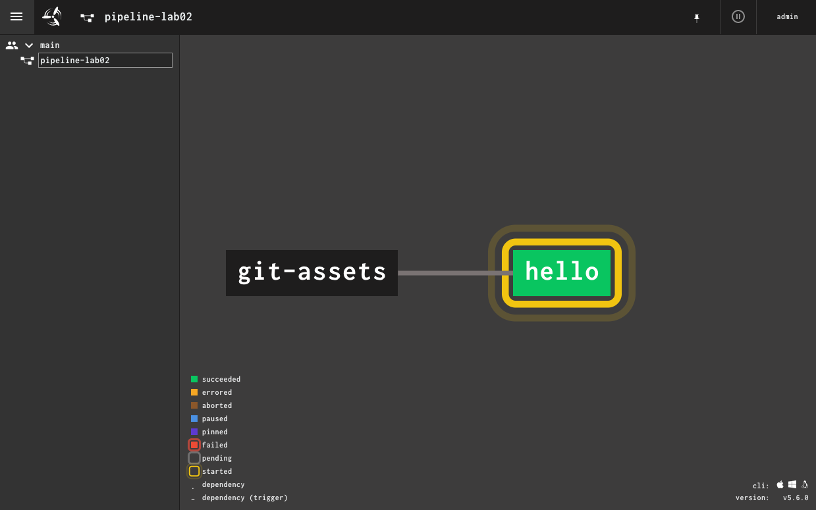 pipeline-lab02
admin
main
pipeline-lab02
git-assets
hello
succeeded
errored
aborted
paused
pinned
failed
pending
started
dependency
dependency (trigger)
cli:
version: v5.6.0